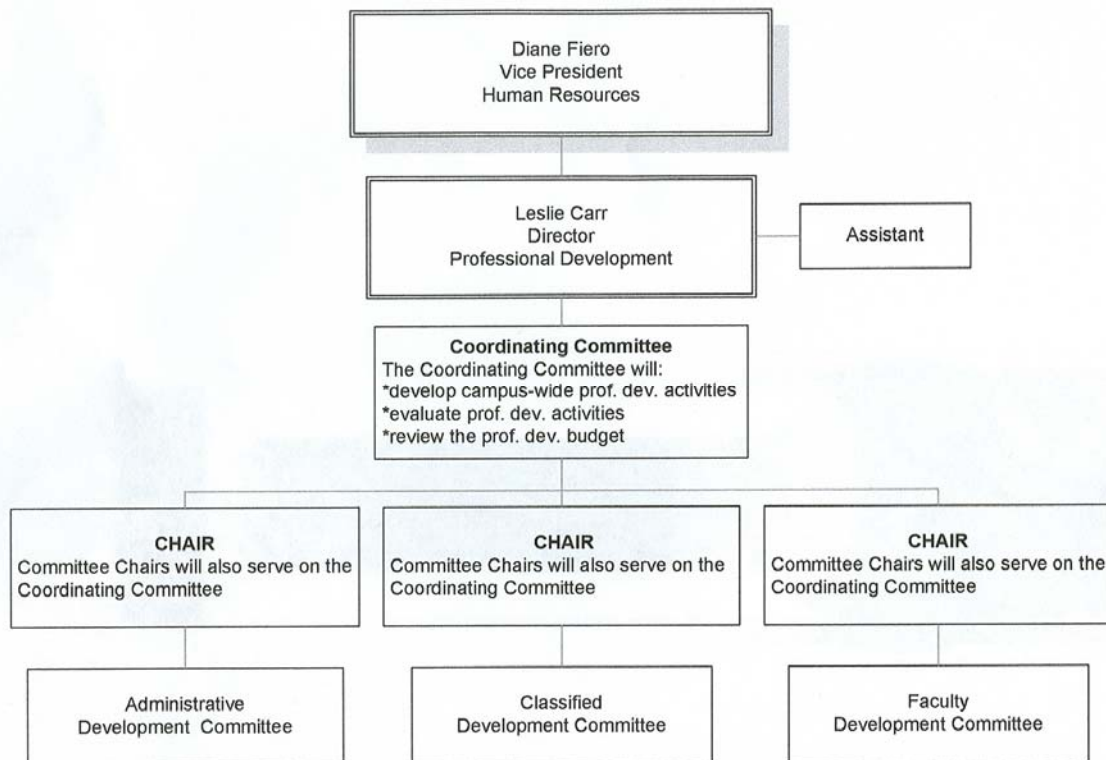 Diane Fiero
Vice President
Human Resources
Leslie Carr
Director
Professional Development
Assistant
Coordinating Committee
The Coordinating Committee will:
*develop campus-wide prof. dev. activities
*evaluate prof. dev. activities
*review the prof. dev. budget
CHAIR
Committee Chairs will also serve on the
Coordinating Committee
CHAIR
Committee Chairs will also serve on the
Coordinating Committee
CHAIR
Committee Chairs will also serve on the
Coordinating Committee
Administrative
Development Committee
Classified
Development Committee
Faculty
Development Committee